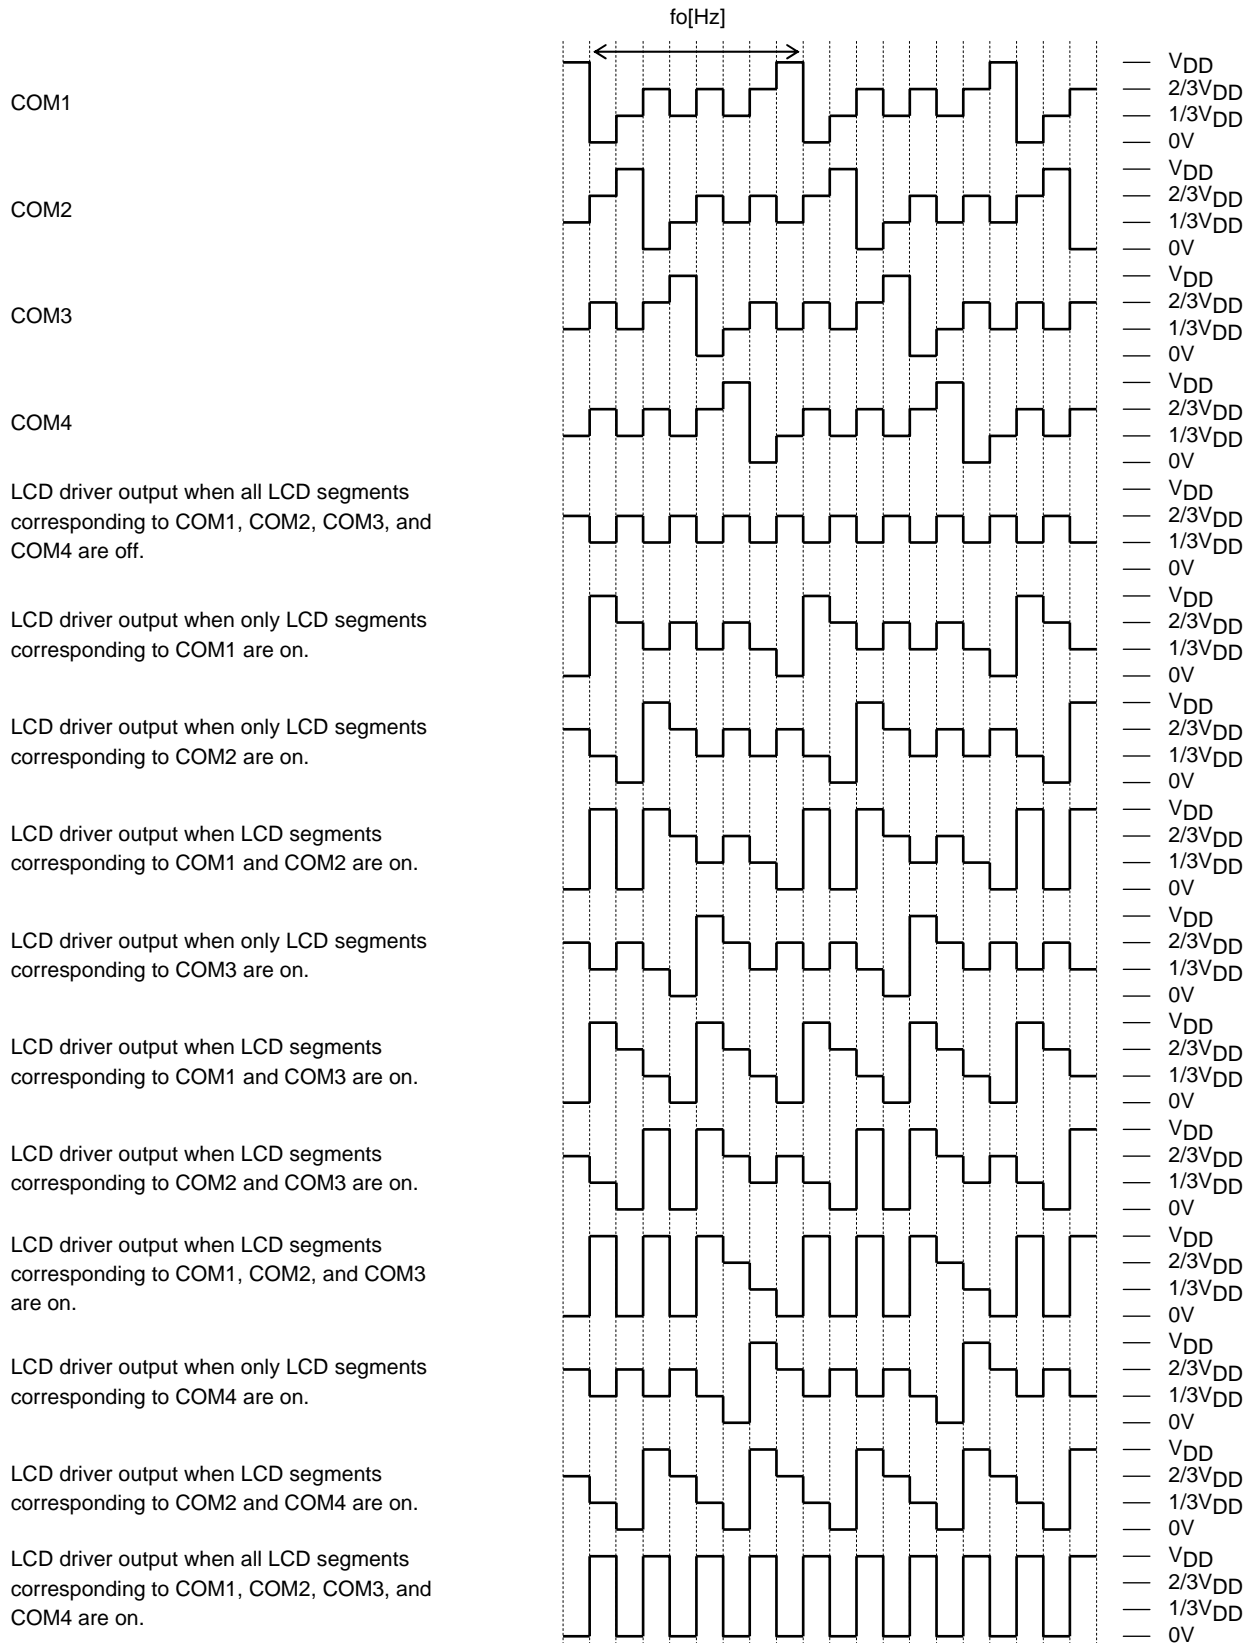 fo[Hz]
COM1
VDD
2/3VDD
1/3VDD
0V
COM2
VDD
2/3VDD
1/3VDD
0V
COM3
VDD
2/3VDD
1/3VDD
0V
COM4
VDD
2/3VDD
1/3VDD
0V
LCD driver output when all LCD segments
corresponding to COM1, COM2, COM3, and
COM4 are off.
VDD
2/3VDD
1/3VDD
0V
LCD driver output when only LCD segments
corresponding to COM1 are on.
VDD
2/3VDD
1/3VDD
0V
LCD driver output when only LCD segments
corresponding to COM2 are on.
VDD
2/3VDD
1/3VDD
0V
LCD driver output when LCD segments
corresponding to COM1 and COM2 are on.
VDD
2/3VDD
1/3VDD
0V
LCD driver output when only LCD segments
corresponding to COM3 are on.
VDD
2/3VDD
1/3VDD
0V
LCD driver output when LCD segments
corresponding to COM1 and COM3 are on.
VDD
2/3VDD
1/3VDD
0V
LCD driver output when LCD segments
corresponding to COM2 and COM3 are on.
VDD
2/3VDD
1/3VDD
0V
LCD driver output when LCD segments
corresponding to COM1, COM2, and COM3
are on.
VDD
2/3VDD
1/3VDD
0V
LCD driver output when only LCD segments
corresponding to COM4 are on.
VDD
2/3VDD
1/3VDD
0V
LCD driver output when LCD segments
corresponding to COM2 and COM4 are on.
VDD
2/3VDD
1/3VDD
0V
LCD driver output when all LCD segments
corresponding to COM1, COM2, COM3, and
COM4 are on.
VDD
2/3VDD
1/3VDD
0V